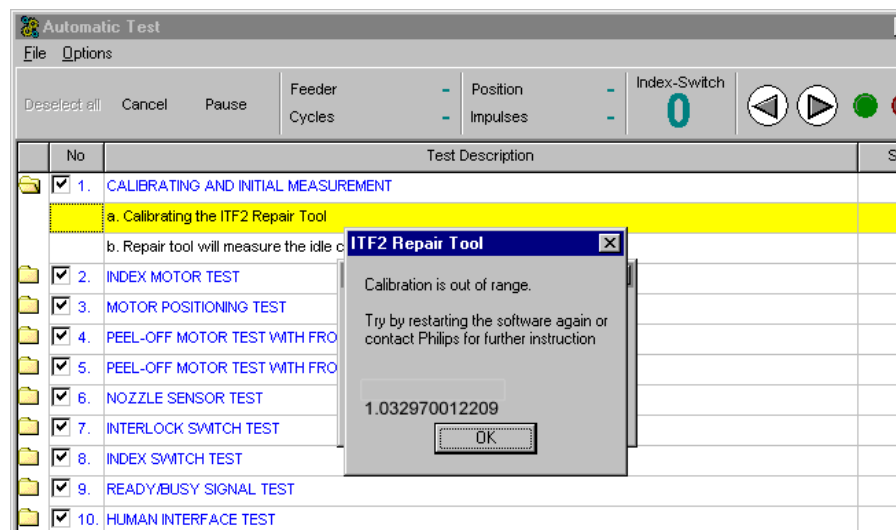 Automatic Test
File Options
Deselect all Cancel Pause
Feeder -
Cycles -
Position -
Impulses -
Index-Switch
0
No Test Description S
1. CALIBRATING AND INITIAL MEASUREMENT
a. Calibrating the ITF2 Repair Tool
b. Repair tool will measure the idle c
2. INDEX MOTOR TEST
3. MOTOR POSITIONING TEST
4. PEEL-OFF MOTOR TEST WITH FRO
5. PEEL-OFF MOTOR TEST WITH FRO
6. NOZZLE SENSOR TEST
7. INTERLOCK SWITCH TEST
8. INDEX SWITCH TEST
9. READY/BUSY SIGNAL TEST
10. HUMAN INTERFACE TEST
ITF2 Repair Tool
Calibration is out of range.
Try by restarting the software again or
contact Philips for further instruction
1.032970012209
OK